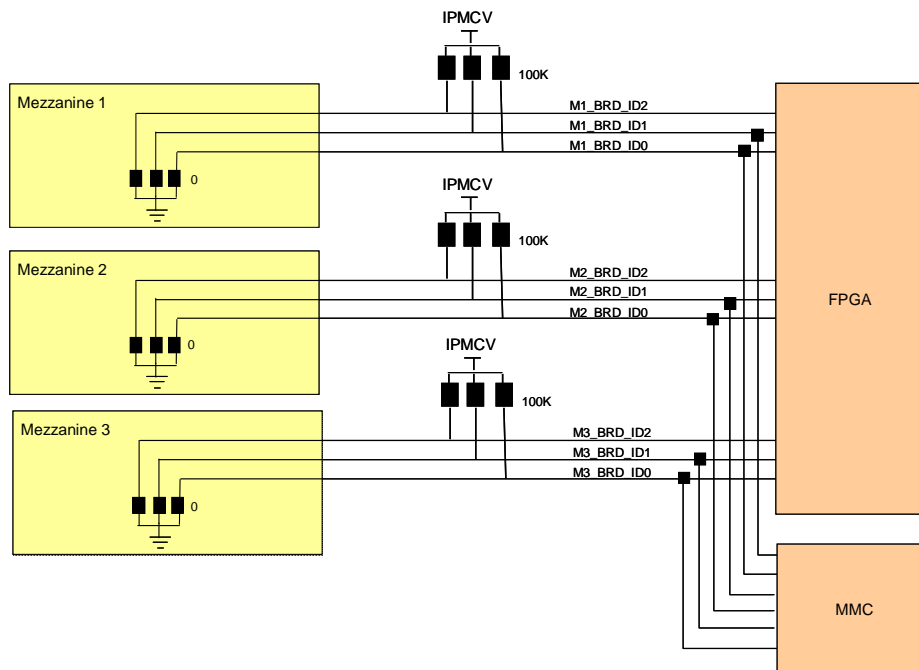 IPMCV
100K
Mezzanine 1
M1_BRD_ID2
M1_BRD_ID1
M1_BRD_ID0
0
IPMCV
100K
Mezzanine 2
M2_BRD_ID2
M2_BRD_ID1
M2_BRD_ID0
FPGA
0
IPMCV
100K
Mezzanine 3
M3_BRD_ID2
M3_BRD_ID1
M3_BRD_ID0
0
MMC